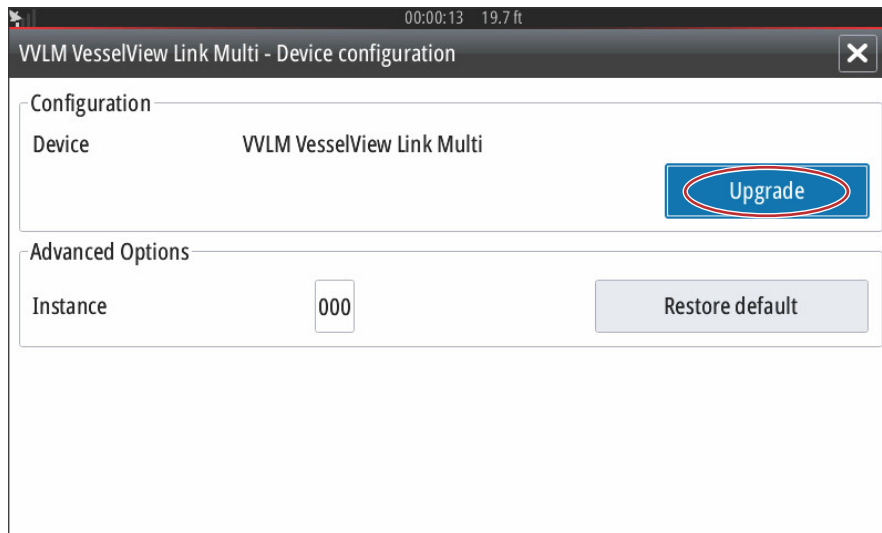 00:00:13 19.7 ft
VVLM VesselView Link Multi - Device configuration
Configuration
Device VVLM VesselView Link Multi
Upgrade
Advanced Options
Instance 000 Restore default